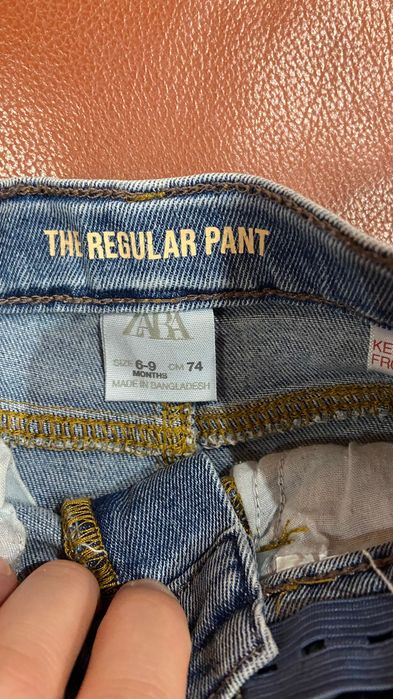 THE REGULAR PANT
ZARA
SIZE 6-9 CM 74
MONTHS
MADE IN BANGLADESH
KE
FRO